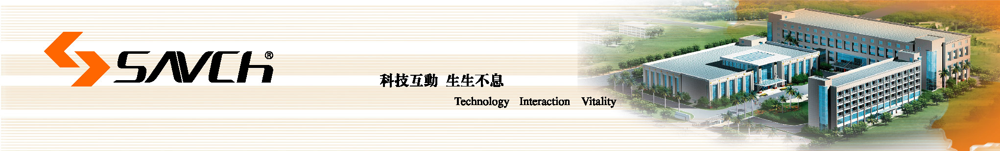 SAVCh®
科技互動 生生不息
Technology Interaction Vitality